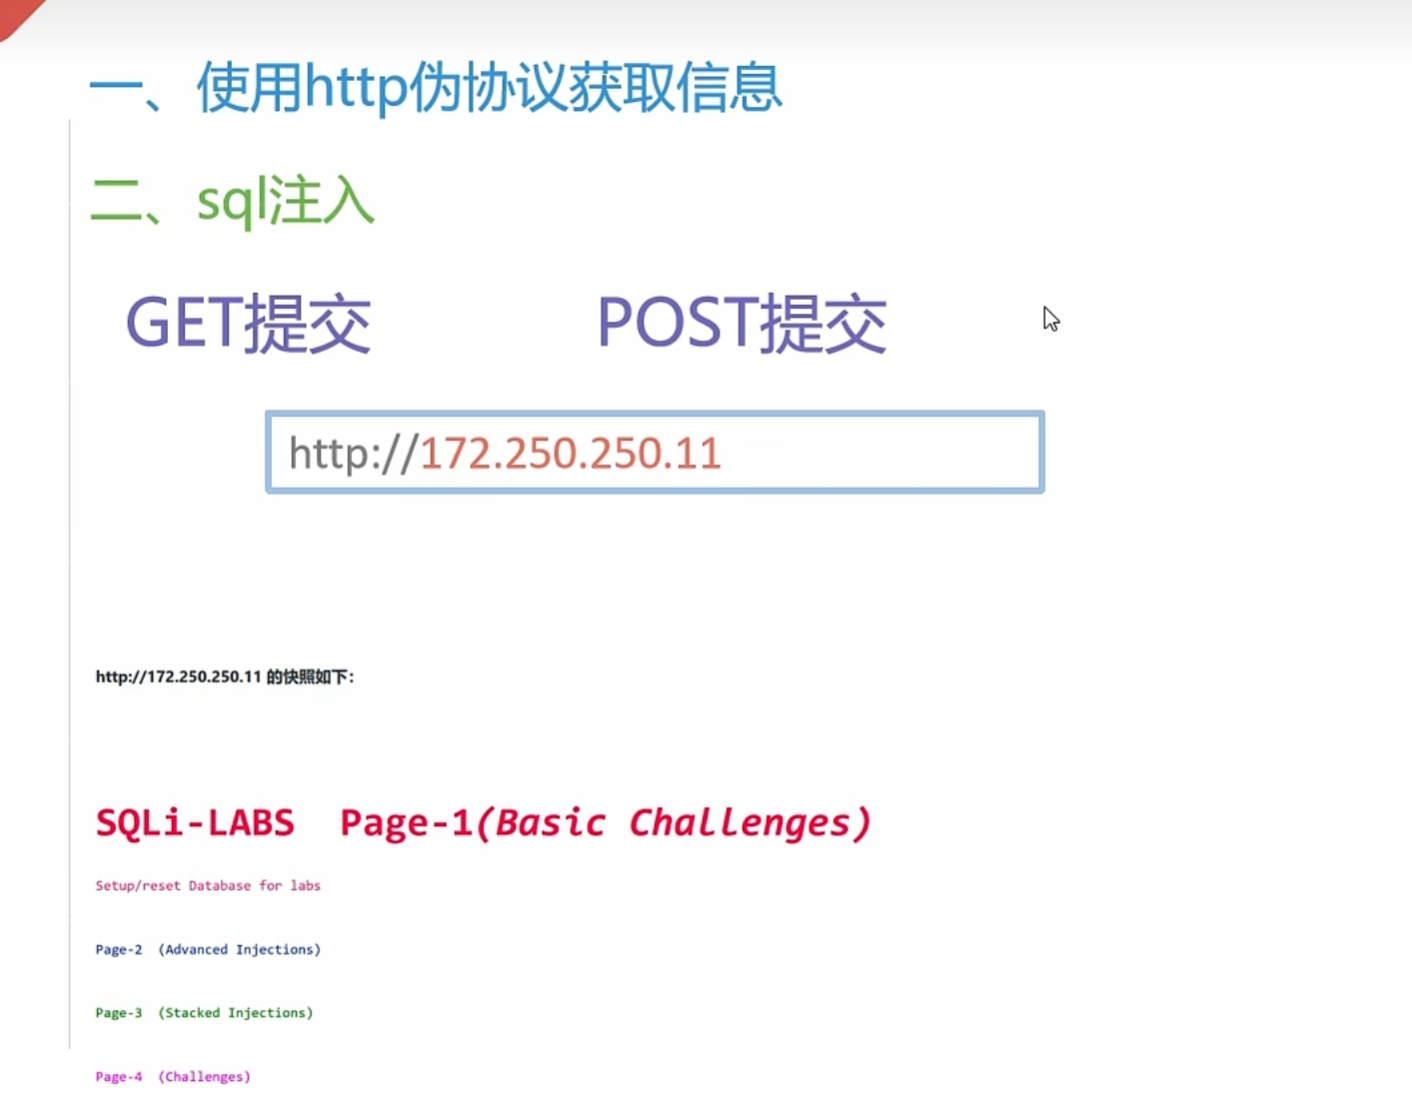 一、使用http伪协议获取信息
二、sql注入
GET提交 POST提交
http://172.250.250.11
http://172.250.250.11 的快照如下：
SQLi-LABS Page-1(Basic Challenges)
Setup/reset Database for labs
Page-2 (Advanced Injections)
Page-3 (Stacked Injections)
Page-4 (Challenges)